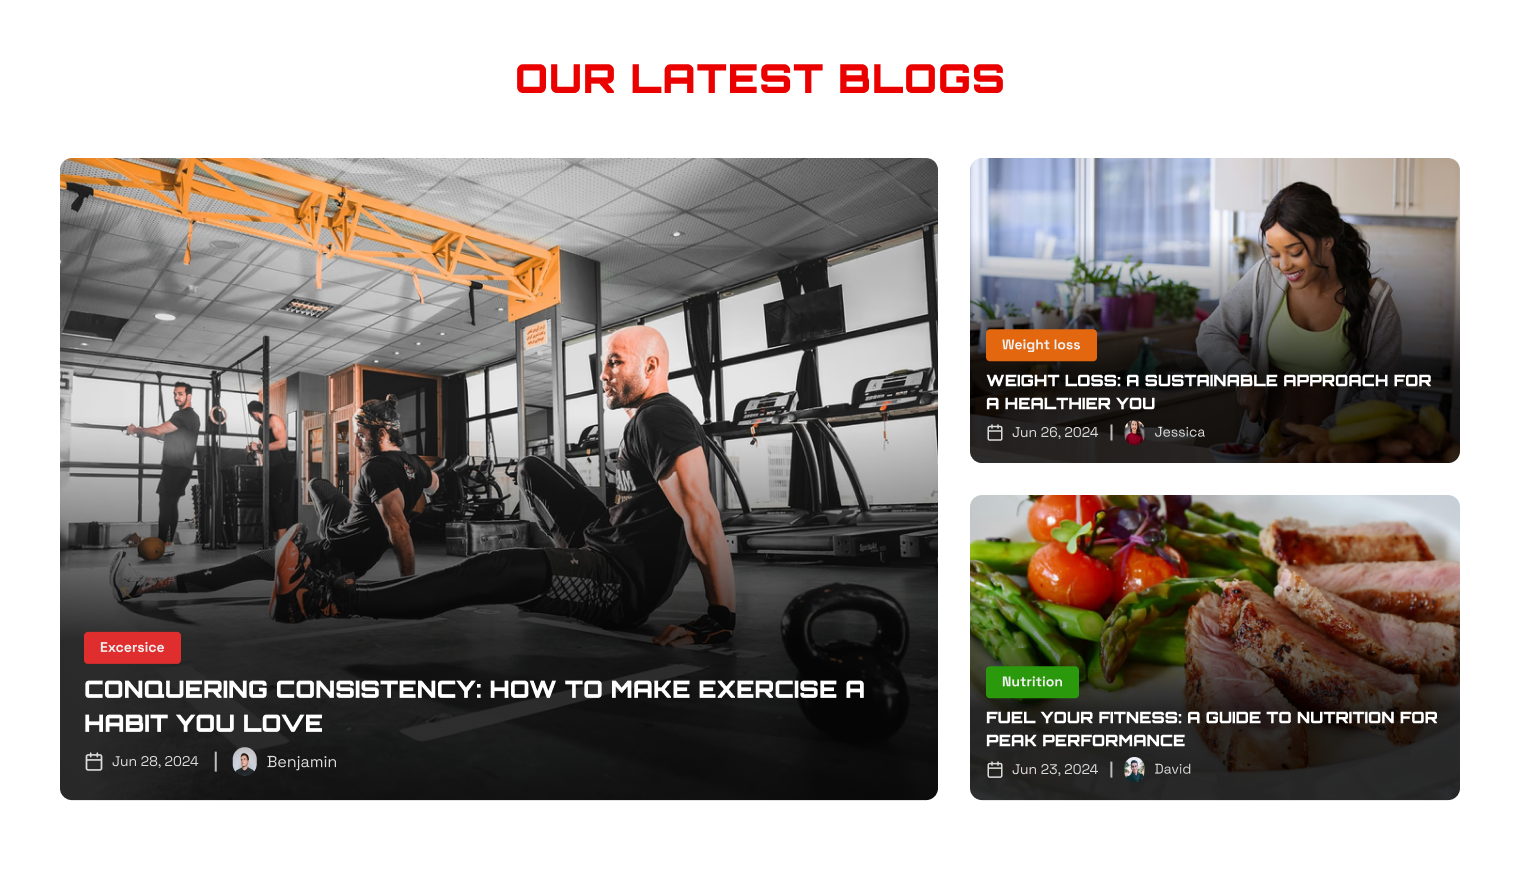 OUR LATEST BLOGS
Excersice
CONQUERING CONSISTENCY: HOW TO MAKE EXERCISE A
HABIT YOU LOVE
Jun 28, 2024 | Benjamin
Weight loss
WEIGHT LOSS: A SUSTAINABLE APPROACH FOR
A HEALTHIER YOU
Jun 26, 2024 | Jessica
Nutrition
FUEL YOUR FITNESS: A GUIDE TO NUTRITION FOR
PEAK PERFORMANCE
Jun 23, 2024 | David